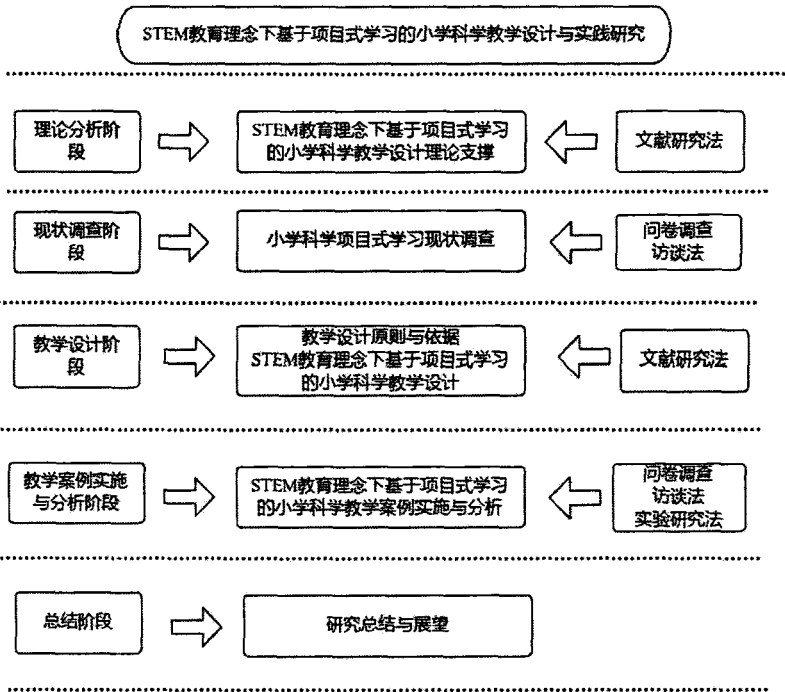 STEM教育理念下基于项目式学习的小学科学教学设计与实践研究
理论分析阶
段
STEM教育理念下基于项目式学习
的小学科学教学设计理论支撑
文献研究法
现状调查阶
段
小学科学项目式学习现状调查
问卷调查
访谈法
教学设计阶
段
教学设计原则与依据
STEM教育理念下基于项目式学习
的小学科学教学设计
文献研究法
教学案例实施
与分析阶段
STEM教育理念下基于项目式学习
的小学科学教学案例实施与分析
问卷调查
访谈法
实验研究法
总结阶段
研究总结与展望